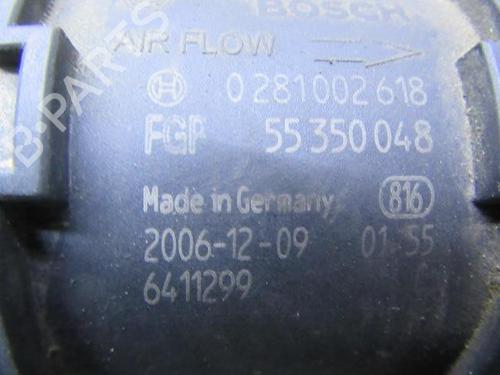 BOSCH
AIR FLOW
0 281 002 618
FGP 55 350 048
Made in Germany 816
2006-12-09 01 55
6411299
B-PARTS